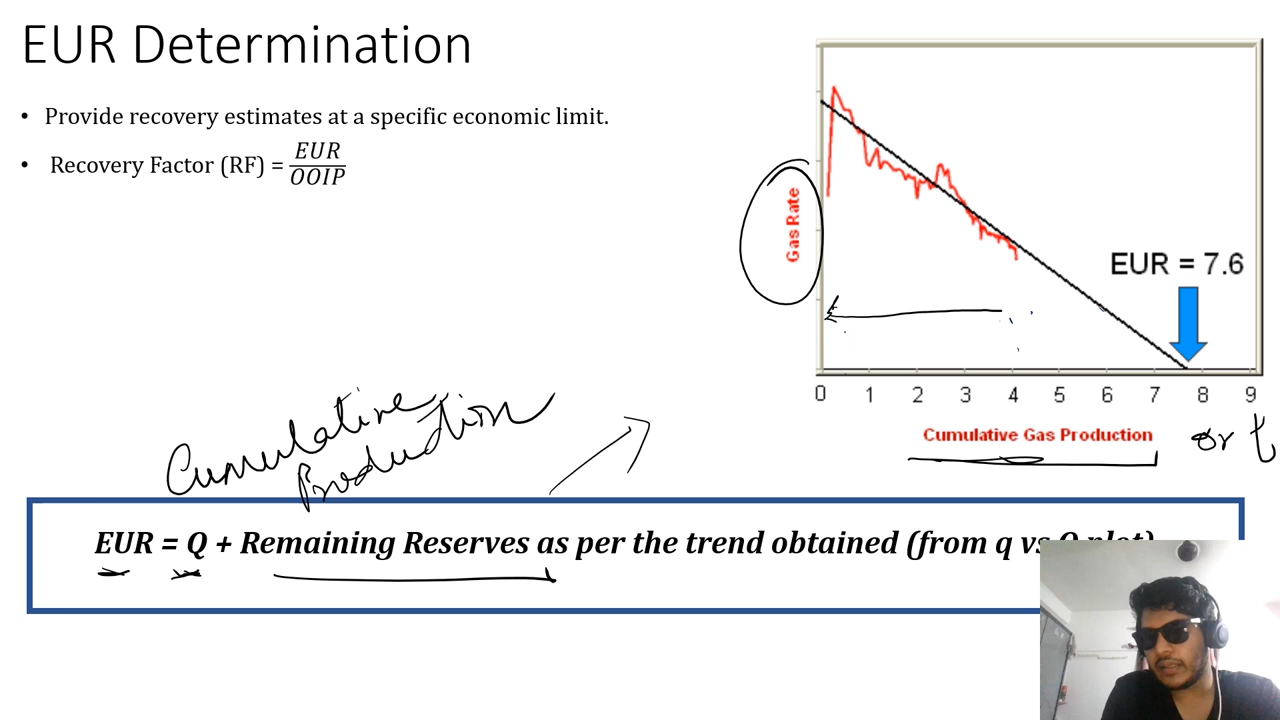 EUR Determination
• Provide recovery estimates at a specific economic limit.
• Recovery Factor (RF) = EUR
OOIP
Gas Rate
EUR = 7.6
0 1 2 3 4 5 6 7 8 9
Cumulative Gas Production
or t
Cumulative
Production
EUR = Q + Remaining Reserves as per the trend obtained (from q vs Q plot)